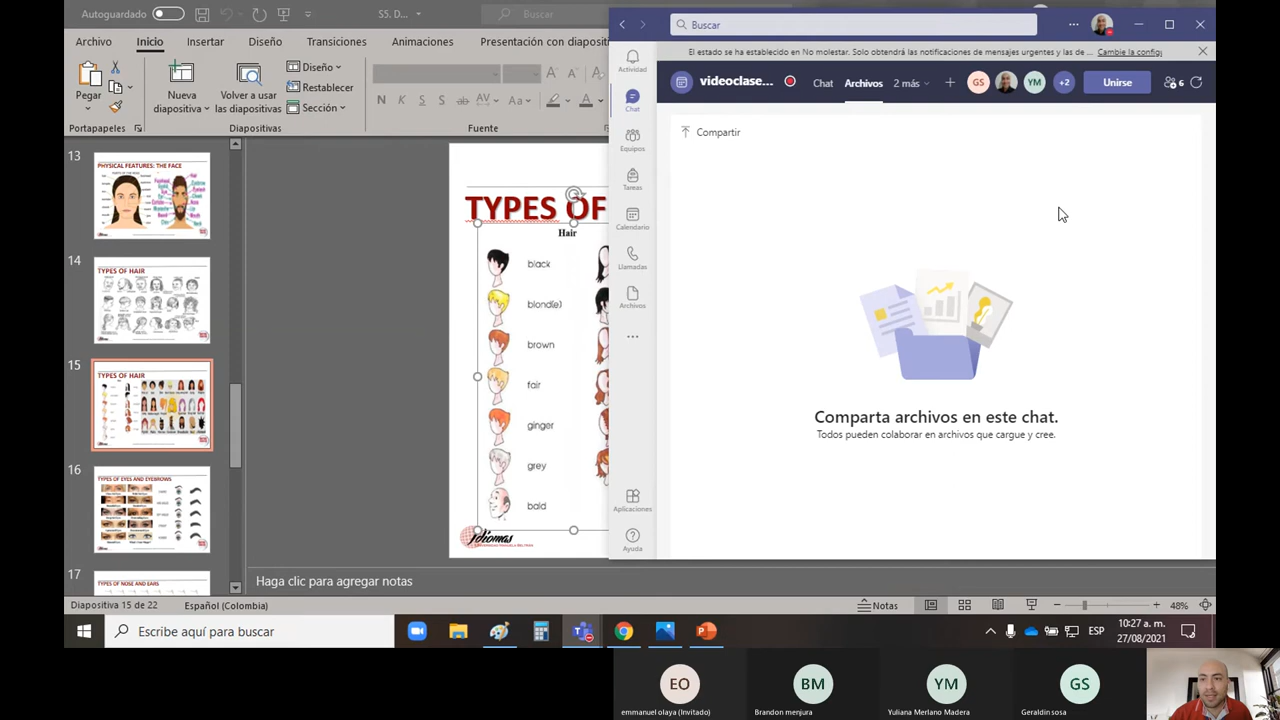 Autoguardado
S5. D...
Buscar
Archivo Inicio Insertar Diseño Transiciones Animaciones Presentación con diaposit
Pegar
Nueva diapositiva
Volver a usar diapositivas
Diseño
Restablecer
Sección
N K S S AV Aa A A A
Portapapeles Diapositivas Fuente
13
PHYSICAL FEATURES: THE FACE
14
TYPES OF HAIR
15
TYPES OF HAIR
16
TYPES OF EYES AND EYEBROWS
17
TYPES OF NOSE AND EARS
TYPES OF
Hair
black
blond(e)
brown
fair
ginger
grey
bald
Idiomas
Haga clic para agregar notas
Diapositiva 15 de 22 Español (Colombia) Notas 48%
Buscar
El estado se ha establecido en No molestar. Solo obtendrá las notificaciones de mensajes urgentes y las de ... Cambie la configu
videoclase... Chat Archivos 2 más GS YM +2 Unirse 6
Actividad
Chat
Equipos
Tareas
Calendario
Llamadas
Archivos
Aplicaciones
Ayuda
Compartir
Comparta archivos en este chat.
Todos pueden colaborar en archivos que cargue y cree.
Escribe aquí para buscar
ESP
10:27 a. m.
27/08/2021
EO BM YM GS
emmanuel olaya (Invitado) Brandon menjura Yuliana Merlano Madera Geraldin sosa